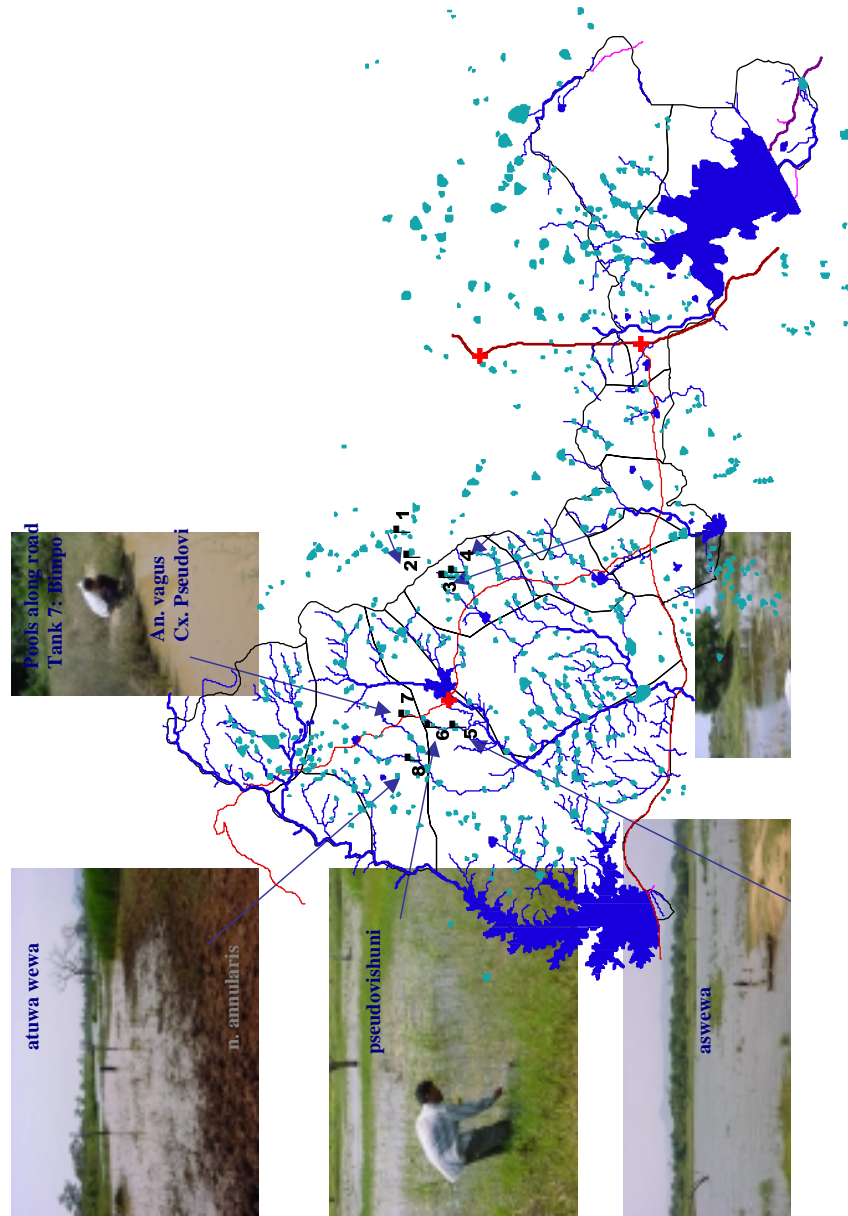 Pools along road
Tank 7: Bimpo
An. vagus
Cx. Pseudovi
1
2
3
4
5
6
7
8
atuwa wewa
n. annularis
pseudovishuni
aswewa